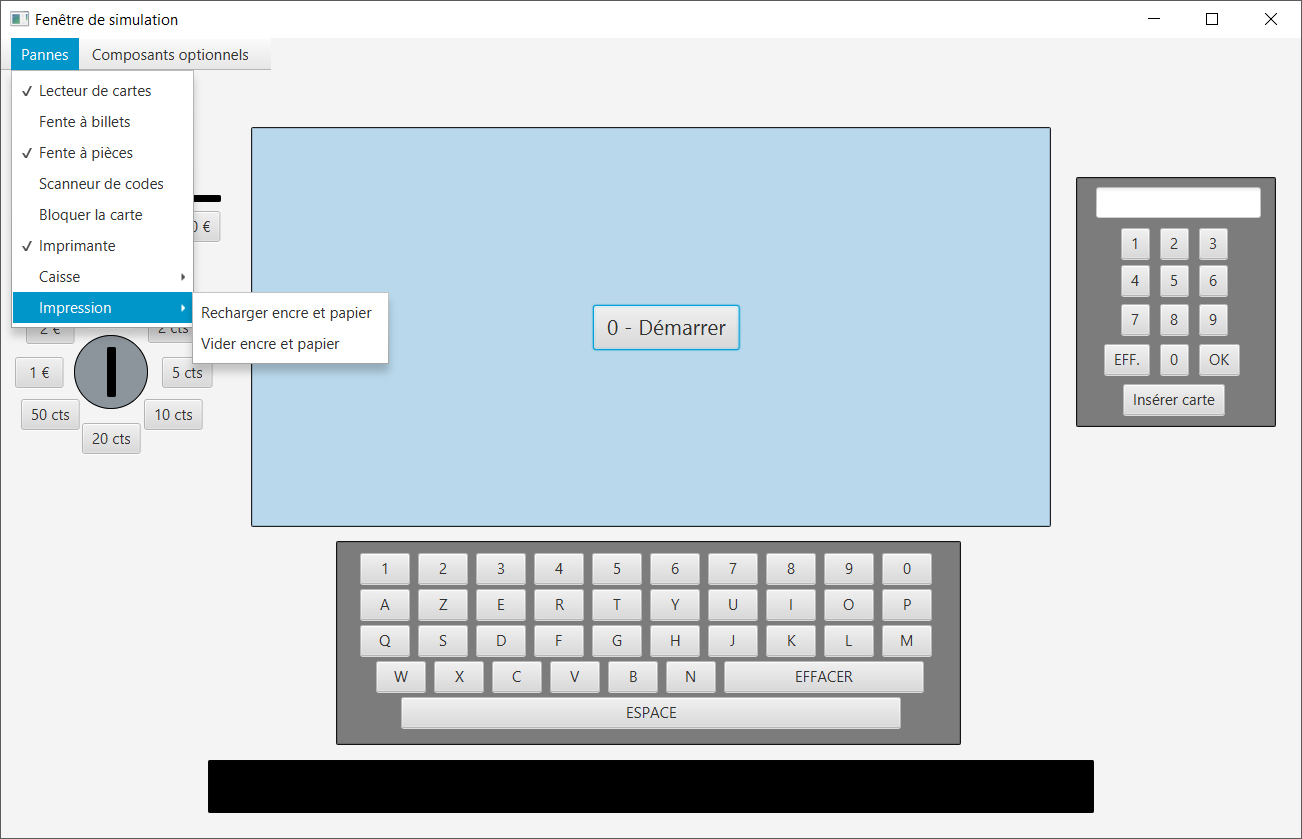 Fenêtre de simulation
Pannes Composants optionnels
✓ Lecteur de cartes
Fente à billets
✓ Fente à pièces
Scanneur de codes
Bloquer la carte
✓ Imprimante
Caisse
Impression
Recharger encre et papier
Vider encre et papier
0 €
2 € 2 cts
1 € 5 cts
50 cts 10 cts
20 cts
0 - Démarrer
1 2 3
4 5 6
7 8 9
EFF. 0 OK
Insérer carte
1 2 3 4 5 6 7 8 9 0
A Z E R T Y U I O P
Q S D F G H J K L M
W X C V B N EFFACER
ESPACE